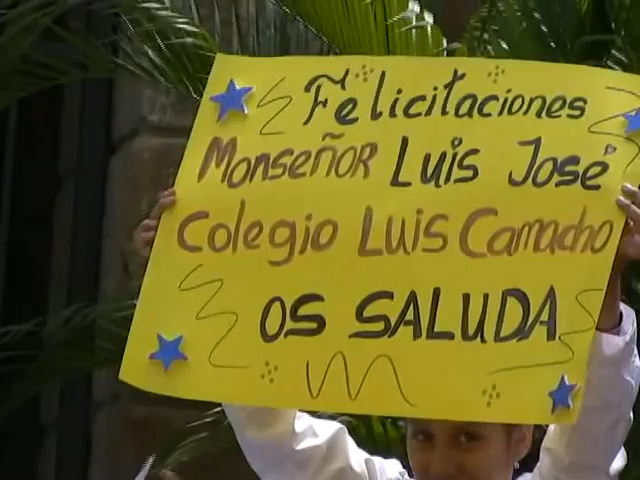 Felicitaciones
Monseñor Luis José
Colegio Luis Camacho
OS SALUDA